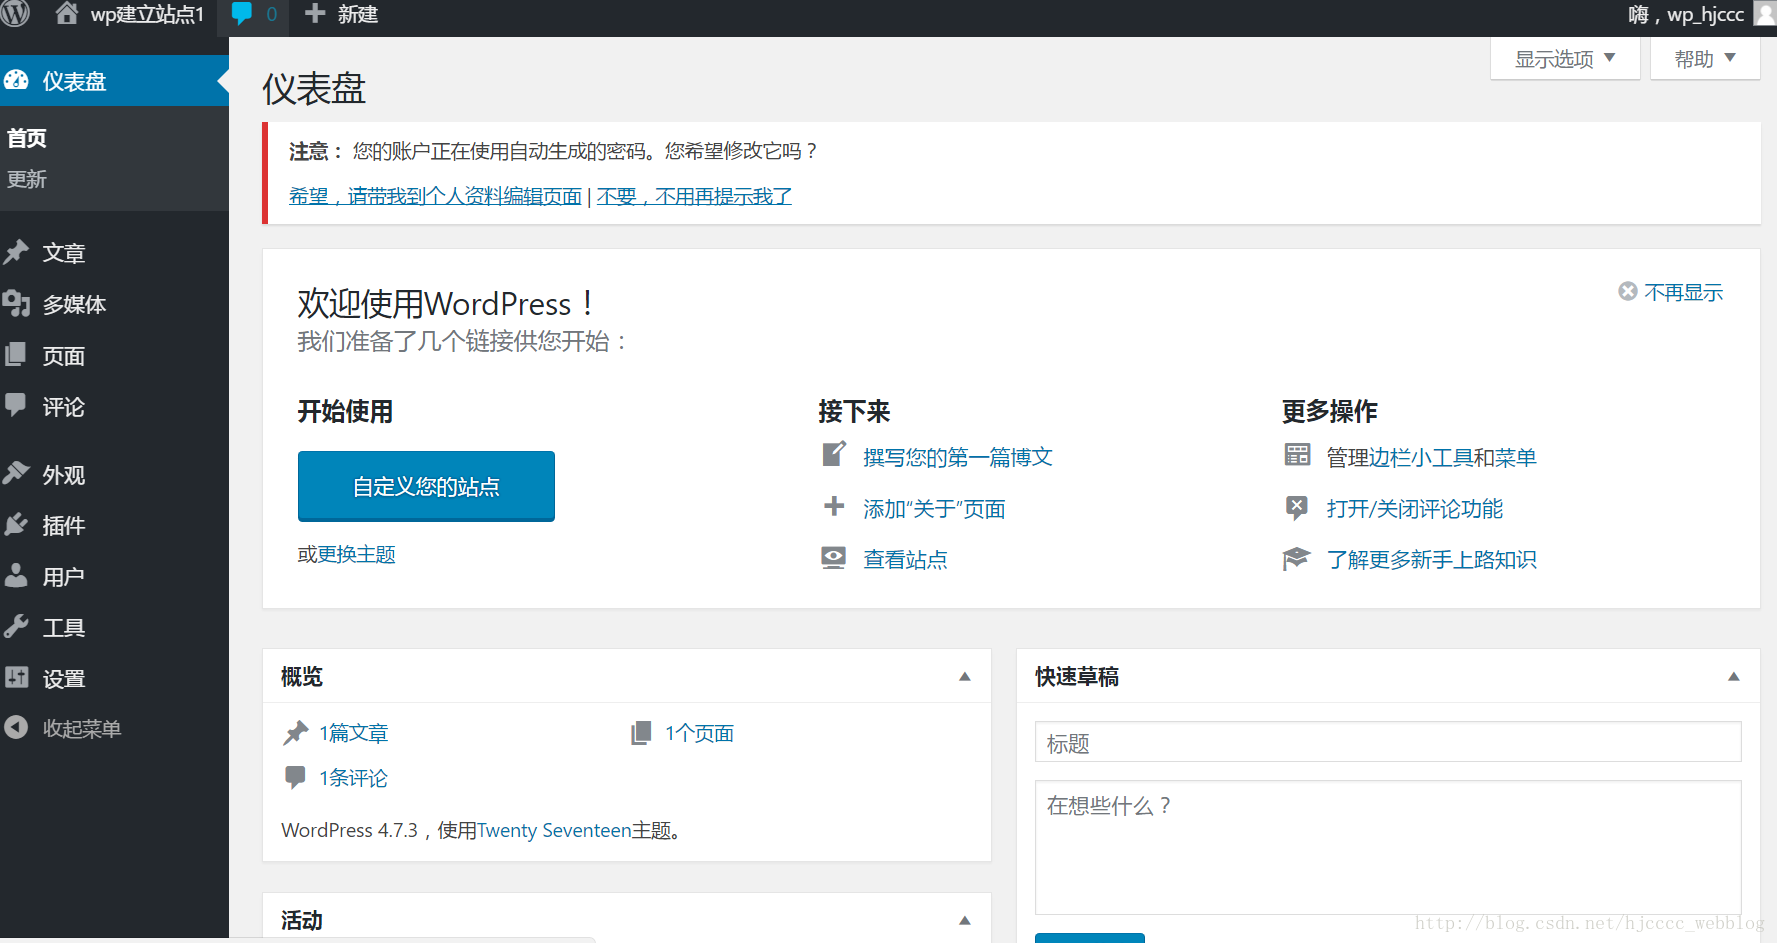 wp建立站点1 0 新建 嗨，wp_hjccc
显示选项 帮助
仪表盘
首页
更新
文章
多媒体
页面
评论
外观
插件
用户
工具
设置
收起菜单
仪表盘
注意： 您的账户正在使用自动生成的密码。您希望修改它吗？
希望，请带我到个人资料编辑页面 | 不要，不用再提示我了
欢迎使用WordPress！
不再显示
我们准备了几个链接供您开始：
开始使用
自定义您的站点
或更换主题
接下来
撰写您的第一篇博文
添加“关于”页面
查看站点
更多操作
管理边栏小工具和菜单
打开/关闭评论功能
了解更多新手上路知识
概览
1篇文章 1个页面
1条评论
WordPress 4.7.3，使用Twenty Seventeen主题。
活动
快速草稿
标题
在想些什么？
http://blog.csdn.net/hjcccc_webblog